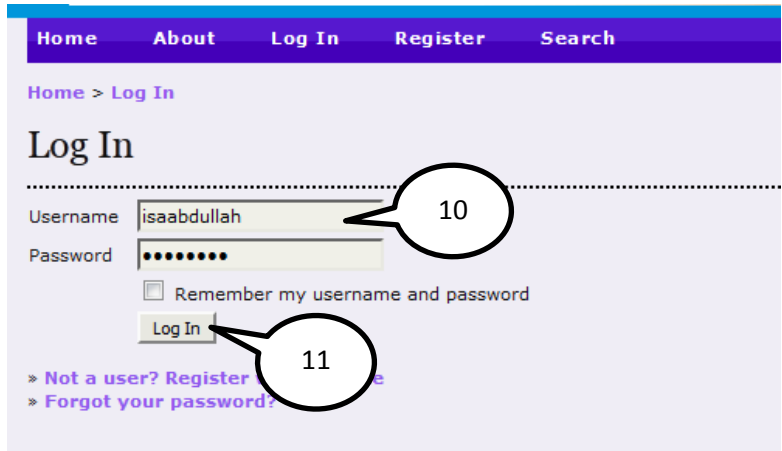 Home About Log In Register Search
Home > Log In
Log In
Username isaabdullah 10
Password ••••••••
Remember my username and password
Log In 11
» Not a user? Register
» Forgot your password?